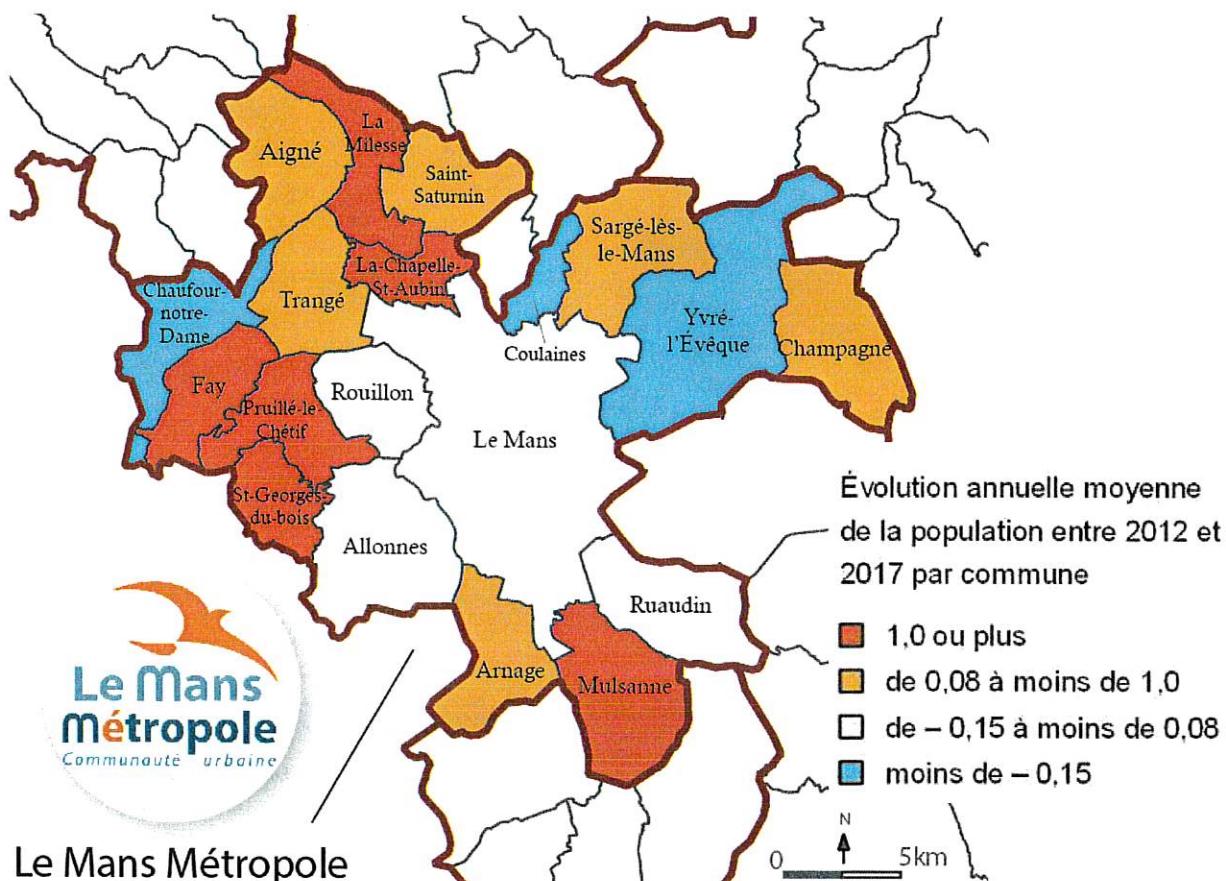 La
Milesse
Aigné
Saint-
Saturnin
Sargé-lès-
le-Mans
La-Chapelle-
St-Aubin
Chaufour-
notre-
Dame
Trangé
Yvré-
l'Évêque
Champagné
Coulaines
Fay
Rouillon
Pruillé-le-
Chétif
Le Mans
St-Georges-
du-bois
Allonnes
Ruaudin
Arnage
Mulsanne
Évolution annuelle moyenne
de la population entre 2012 et
2017 par commune
1,0 ou plus
de 0,08 à moins de 1,0
de – 0,15 à moins de 0,08
moins de – 0,15
N
0 5km
Le Mans
Métropole
Communauté urbaine
Le Mans Métropole